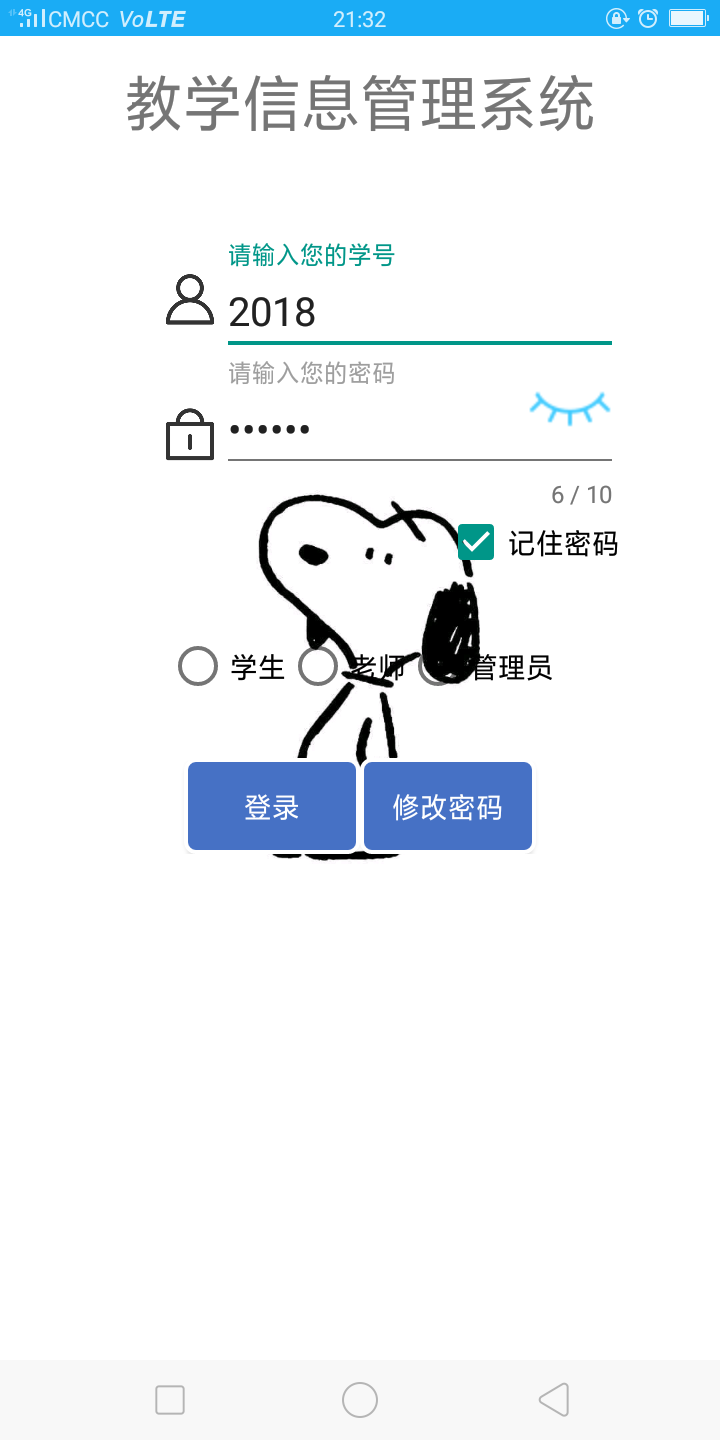 4G CMCC VoLTE 21:32
教学信息管理系统
请输入您的学号
2018
请输入您的密码
••••••
6 / 10
记住密码
学生 老师 管理员
登录 修改密码